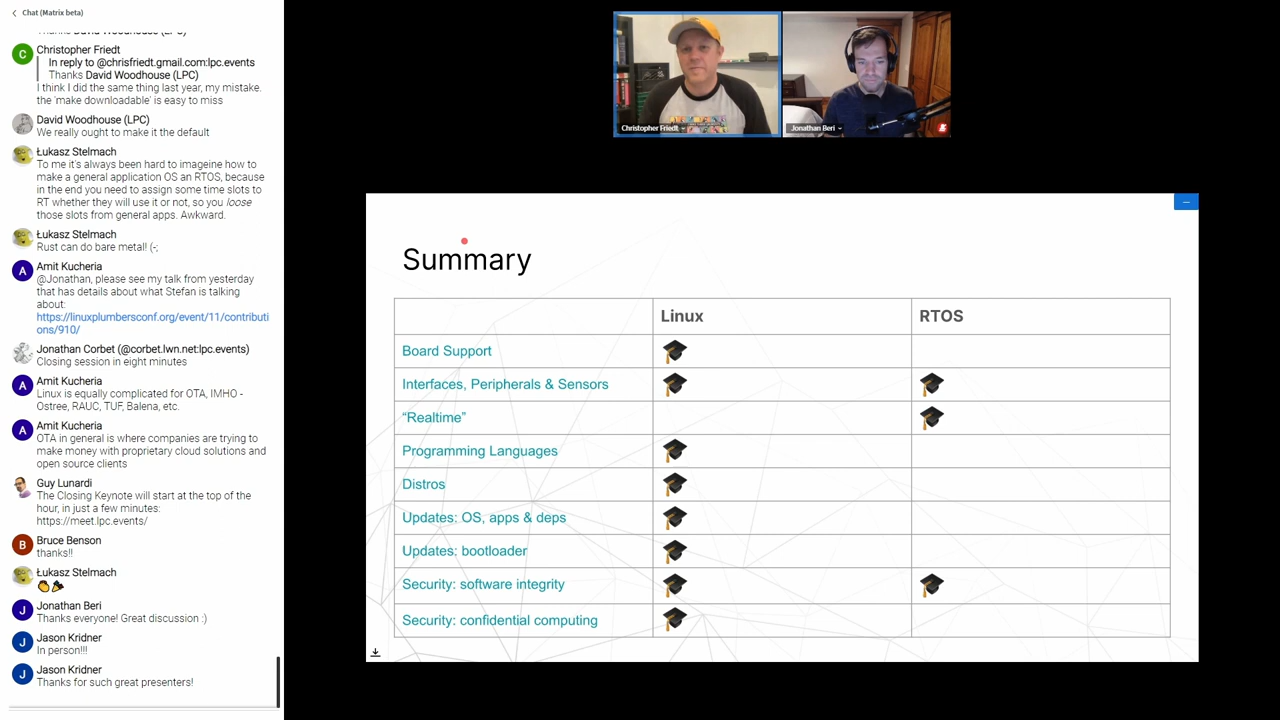 Chat (Matrix beta)
Thanks David Woodhouse (LPC)
C
Christopher Friedt
In reply to @chrisfriedt.gmail.com:lpc.events
Thanks David Woodhouse (LPC)
I think I did the same thing last year, my mistake.
the 'make downloadable' is easy to miss
David Woodhouse (LPC)
We really ought to make it the default
Łukasz Stelmach
To me it's always been hard to imageine how to
make a general application OS an RTOS, because
in the end you need to assign some time slots to
RT whether they will use it or not, so you loose
those slots from general apps. Awkward.
Łukasz Stelmach
Rust can do bare metal! (-;
A
Amit Kucheria
@Jonathan, please see my talk from yesterday
that has details about what Stefan is talking
about:
https://linuxplumbersconf.org/event/11/contributi
ons/910/
Jonathan Corbet (@corbet.lwn.net:lpc.events)
Closing session in eight minutes
A
Amit Kucheria
Linux is equally complicated for OTA, IMHO -
Ostree, RAUC, TUF, Balena, etc.
A
Amit Kucheria
OTA in general is where companies are trying to
make money with proprietary cloud solutions and
open source clients
Guy Lunardi
The Closing Keynote will start at the top of the
hour, in just a few minutes:
https://meet.lpc.events/
B
Bruce Benson
thanks!!
Łukasz Stelmach
J
Jonathan Beri
Thanks everyone! Great discussion :)
J
Jason Kridner
In person!!!
J
Jason Kridner
Thanks for such great presenters!
Christopher Friedt
Jonathan Beri
Summary
Linux RTOS
Board Support
Interfaces, Peripherals & Sensors
“Realtime”
Programming Languages
Distros
Updates: OS, apps & deps
Updates: bootloader
Security: software integrity
Security: confidential computing